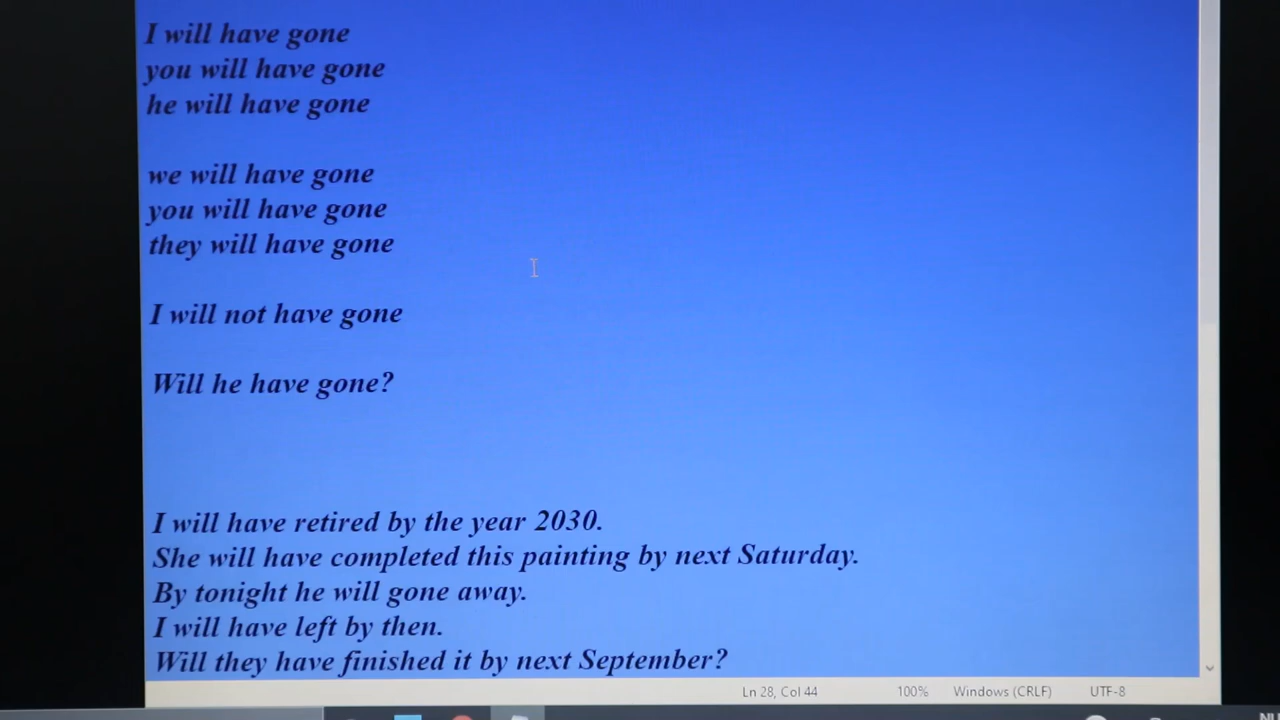 I will have gone
you will have gone
he will have gone
we will have gone
you will have gone
they will have gone
I will not have gone
Will he have gone?
I will have retired by the year 2030.
She will have completed this painting by next Saturday.
By tonight he will gone away.
I will have left by then.
Will they have finished it by next September?
Ln 28, Col 44 100% Windows (CRLF) UTF-8